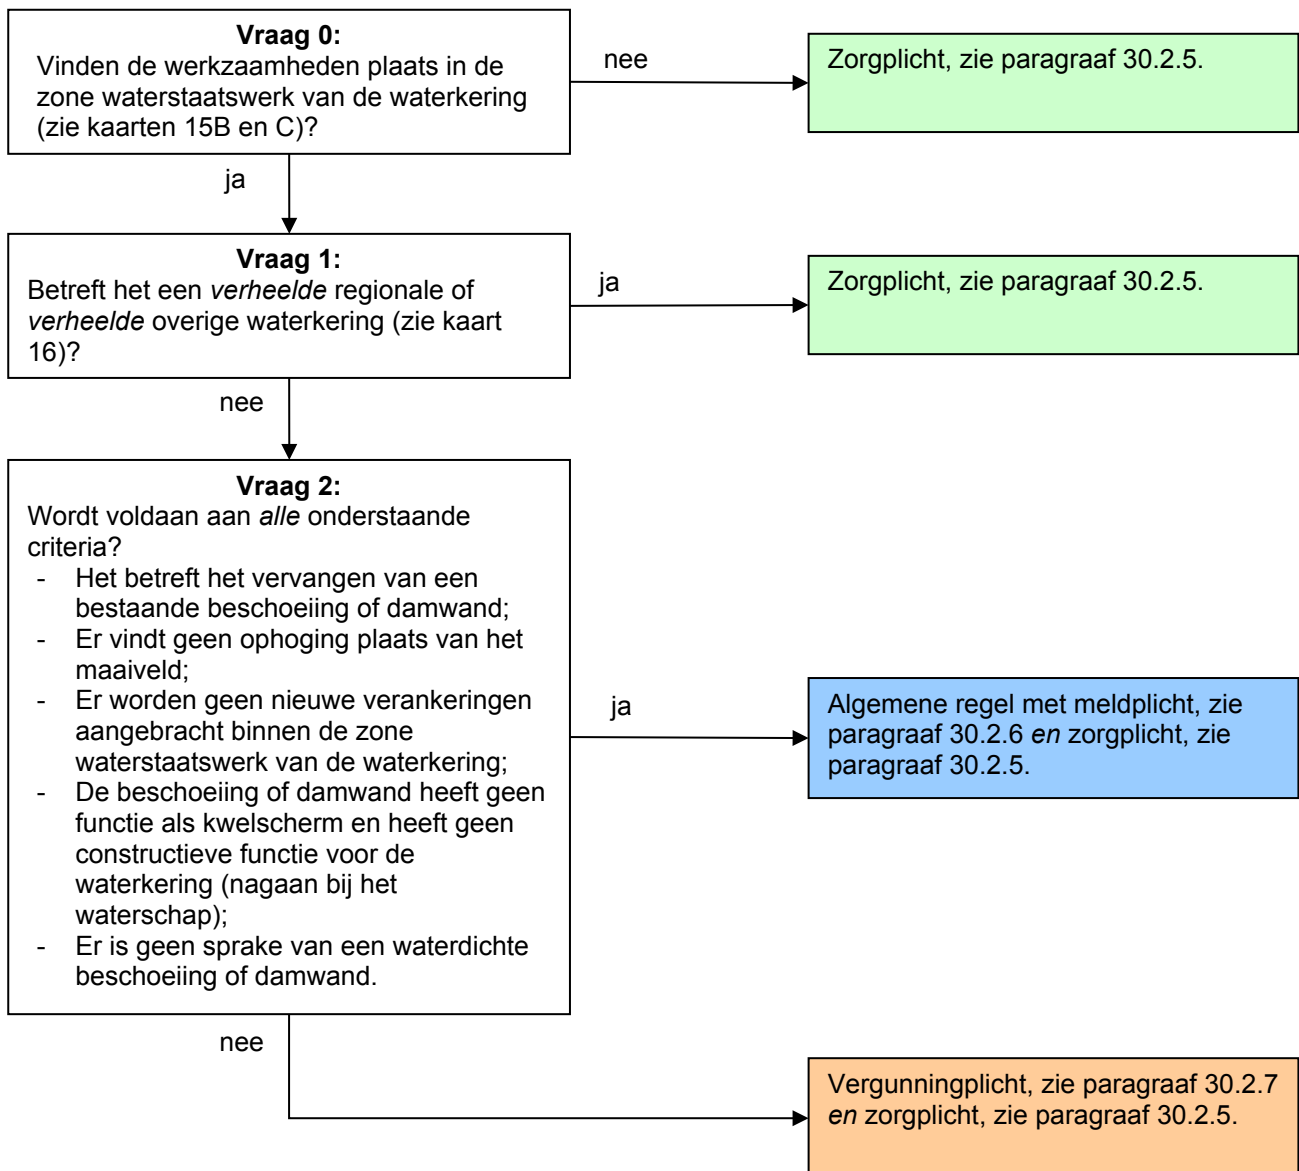 Vraag 0:
Vinden de werkzaamheden plaats in de
zone waterstaatswerk van de waterkering
(zie kaarten 15B en C)?
nee
Zorgplicht, zie paragraaf 30.2.5.
ja
Vraag 1:
Betreft het een verheelde regionale of
verheelde overige waterkering (zie kaart
16)?
ja
Zorgplicht, zie paragraaf 30.2.5.
nee
Vraag 2:
Wordt voldaan aan alle onderstaande
criteria?
- Het betreft het vervangen van een
bestaande beschoeiing of damwand;
- Er vindt geen ophoging plaats van het
maaiveld;
- Er worden geen nieuwe verankeringen
aangebracht binnen de zone
waterstaatswerk van de waterkering;
- De beschoeiing of damwand heeft geen
functie als kwelscherm en heeft geen
constructieve functie voor de
waterkering (nagaan bij het
waterschap);
- Er is geen sprake van een waterdichte
beschoeiing of damwand.
ja
Algemene regel met meldplicht, zie
paragraaf 30.2.6 en zorgplicht, zie
paragraaf 30.2.5.
nee
Vergunningplicht, zie paragraaf 30.2.7
en zorgplicht, zie paragraaf 30.2.5.